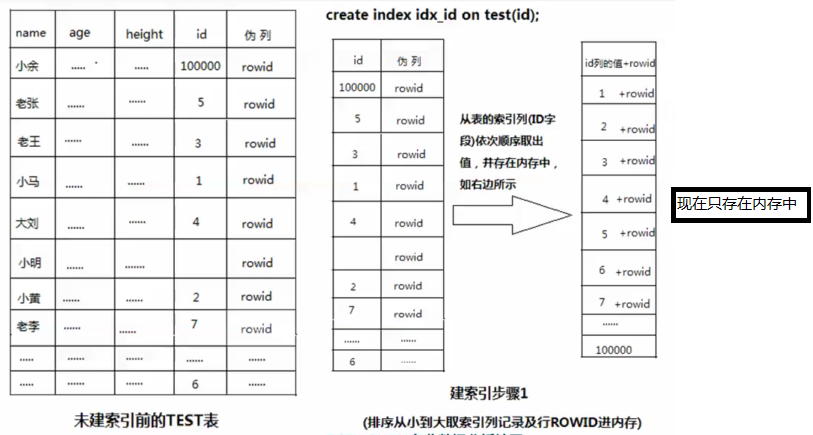 create index idx_id on test(id);
name age height id 伪列
小余 ...... ...... 100000 rowid
老张 ...... ...... 5 rowid
老王 ...... ...... 3 rowid
小马 ...... ...... 1 rowid
大刘 ...... ...... 4 rowid
小明 ...... ....... rowid
小黄 ...... ...... 2 rowid
老李 ...... ...... 7 rowid
..... ..... ..... ...... ......
..... ..... ..... 6 ......
未建索引前的TEST表
id 伪列
100000 rowid
5 rowid
3 rowid
1 rowid
4 rowid
rowid
2 rowid
7 rowid
...... ......
6 ......
从表的索引列(ID字
段)依次顺序取出
值，并存在内存中，
如右边所示
id列的值+rowid
1 +rowid
2 +rowid
3 +rowid
4 +rowid
5 +rowid
6 +rowid
7 +rowid
......
100000
现在只存在内存中
建索引步骤1
(排序从小到大取索引列记录及行ROWID进内存)